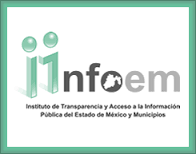 infoem
Instituto de Transparencia y Acceso a la Información
Pública del Estado de México y Municipios